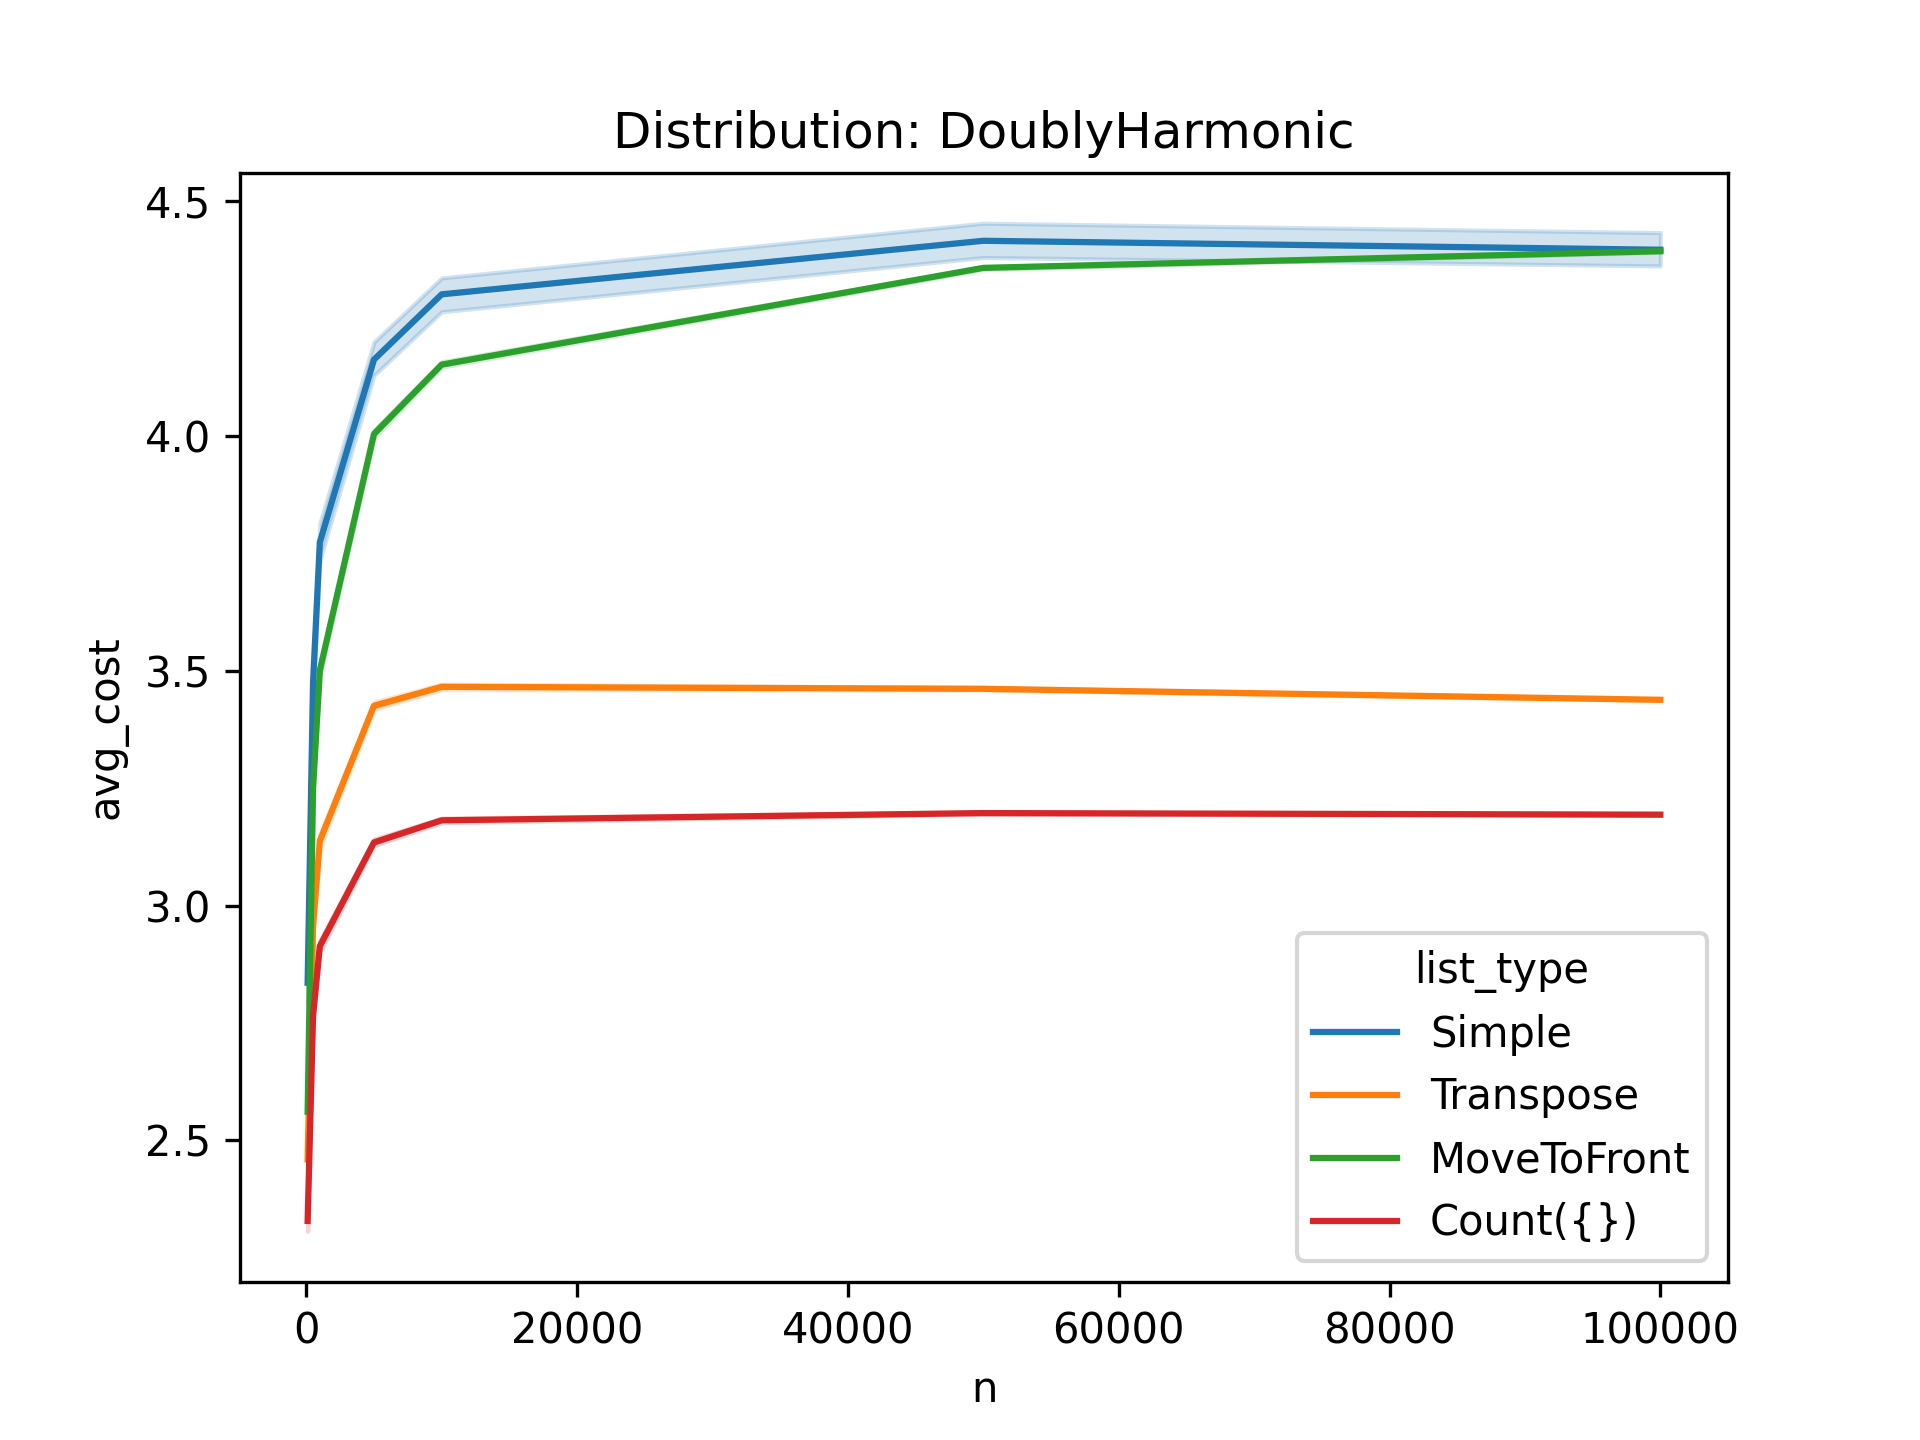 Distribution: DoublyHarmonic
4.5
4.0
3.5
3.0
2.5
avg_cost
list_type
Simple
Transpose
MoveToFront
Count({})
0 20000 40000 60000 80000 100000
n